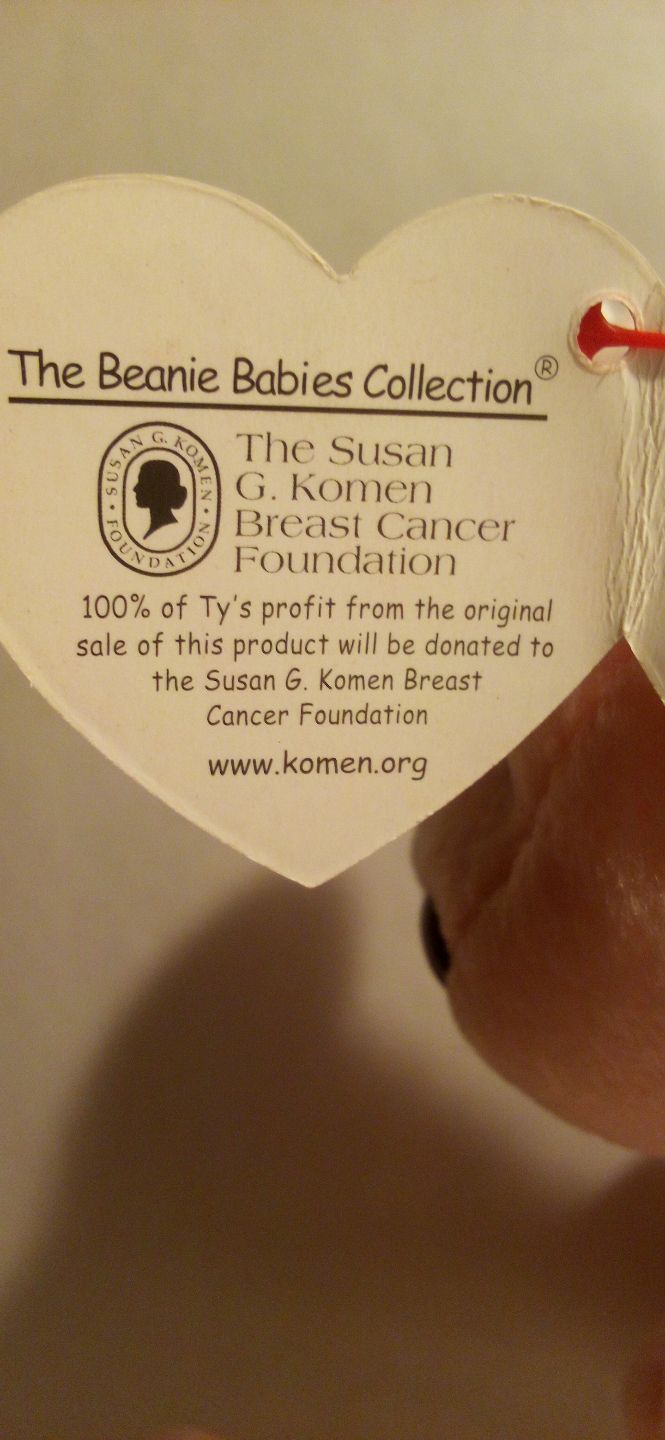 The Beanie Babies Collection®
SUSAN G. KOMEN • FOUNDATION •
The Susan
G. Komen
Breast Cancer
Foundation
100% of Ty's profit from the original
sale of this product will be donated to
the Susan G. Komen Breast
Cancer Foundation
www.komen.org